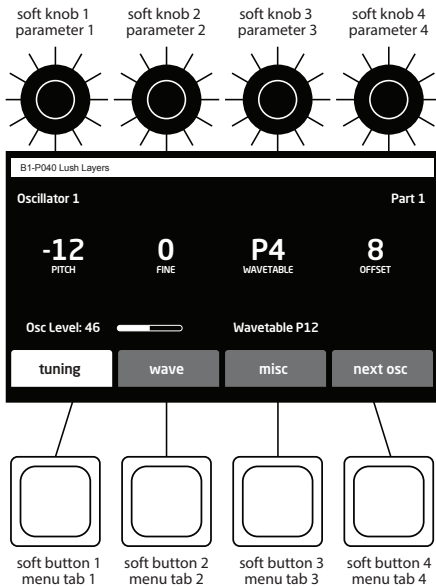 soft knob 1 soft knob 2 soft knob 3 soft knob 4
parameter 1 parameter 2 parameter 3 parameter 4
B1-P040 Lush Layers
Oscillator 1 Part 1
-12 0 P4 8
PITCH FINE WAVETABLE OFFSET
Osc Level: 46 Wavetable P12
tuning wave misc next osc
soft button 1 soft button 2 soft button 3 soft button 4
menu tab 1 menu tab 2 menu tab 3 menu tab 4